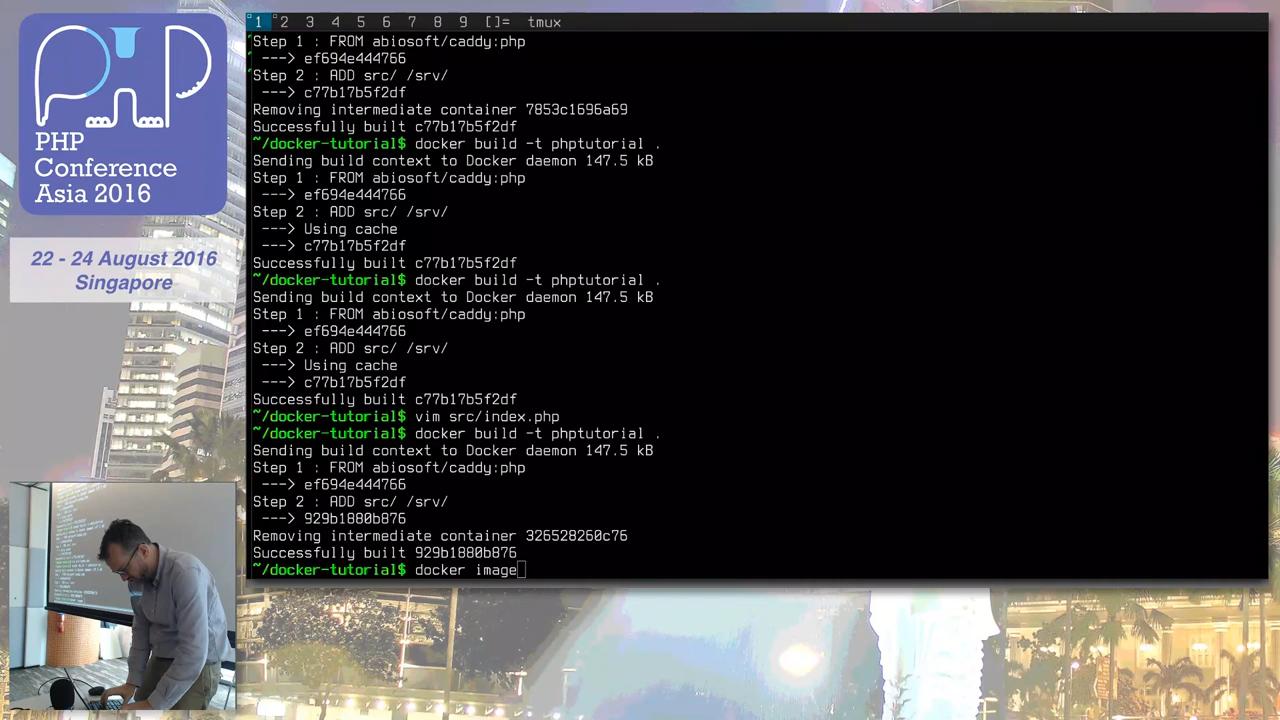 PHP
PHP
Conference
Asia 2016
22 - 24 August 2016
Singapore
1 2 3 4 5 6 7 8 9 []= tmux
Step 1 : FROM abiosoft/caddy:php
---> ef694e444766
Step 2 : ADD src/ /srv/
---> c77b17b5f2df
Removing intermediate container 7853c1696a69
Successfully built c77b17b5f2df
~/docker-tutorial$ docker build -t phptutorial .
Sending build context to Docker daemon 147.5 kB
Step 1 : FROM abiosoft/caddy:php
---> ef694e444766
Step 2 : ADD src/ /srv/
---> Using cache
---> c77b17b5f2df
Successfully built c77b17b5f2df
~/docker-tutorial$ docker build -t phptutorial .
Sending build context to Docker daemon 147.5 kB
Step 1 : FROM abiosoft/caddy:php
---> ef694e444766
Step 2 : ADD src/ /srv/
---> Using cache
---> c77b17b5f2df
Successfully built c77b17b5f2df
~/docker-tutorial$ vim src/index.php
~/docker-tutorial$ docker build -t phptutorial .
Sending build context to Docker daemon 147.5 kB
Step 1 : FROM abiosoft/caddy:php
---> ef694e444766
Step 2 : ADD src/ /srv/
---> 929b1880b876
Removing intermediate container 326528260c76
Successfully built 929b1880b876
~/docker-tutorial$ docker image